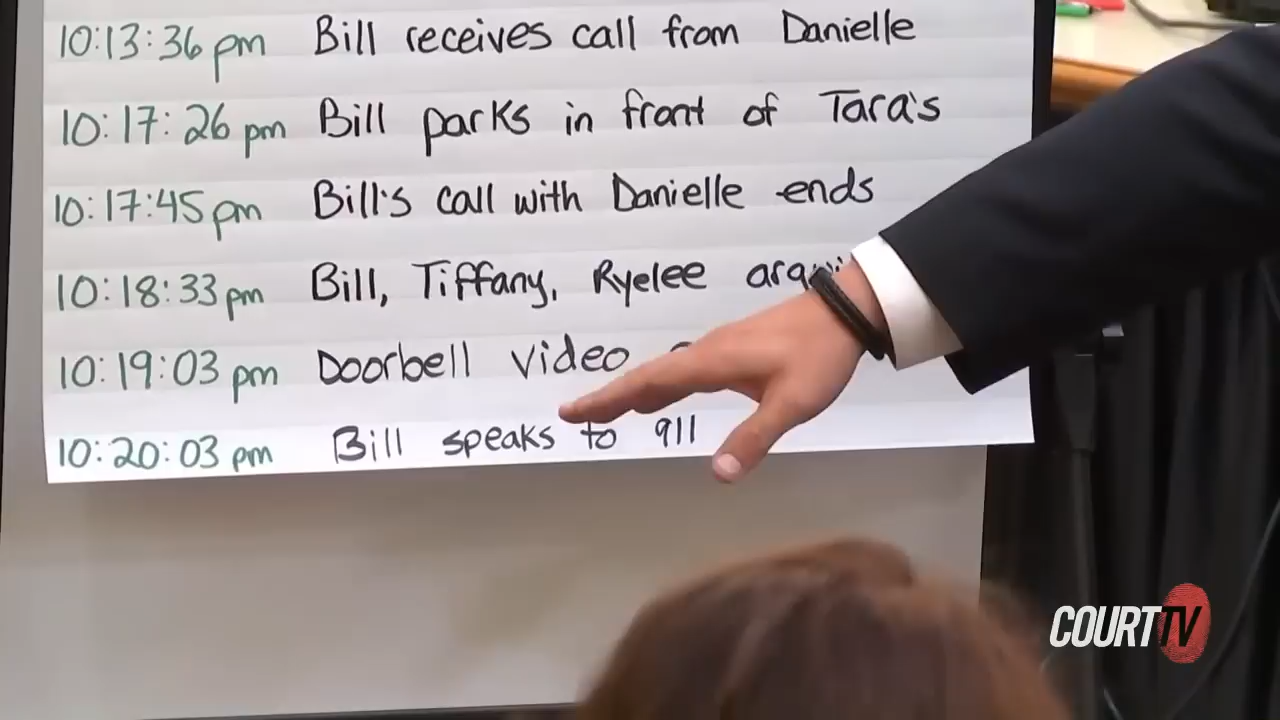 10:13:36 pm Bill receives call from Danielle
10:17:26 pm Bill parks in front of Tara's
10:17:45 pm Bill's call with Danielle ends
10:18:33 pm Bill, Tiffany, Ryelee
10:19:03 pm Doorbell video
10:20:03 pm Bill speaks to 911
COURT TV